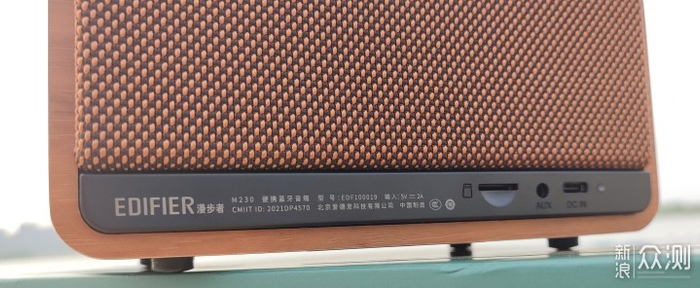 EDIFIER 漫步者
M230 便携蓝牙音箱 型号:EDF100019 输入:5V⎓2A
CMIIT ID: 2021DP4570 北京爱德发科技有限公司 中国制造
AUX
DC IN
新浪众测